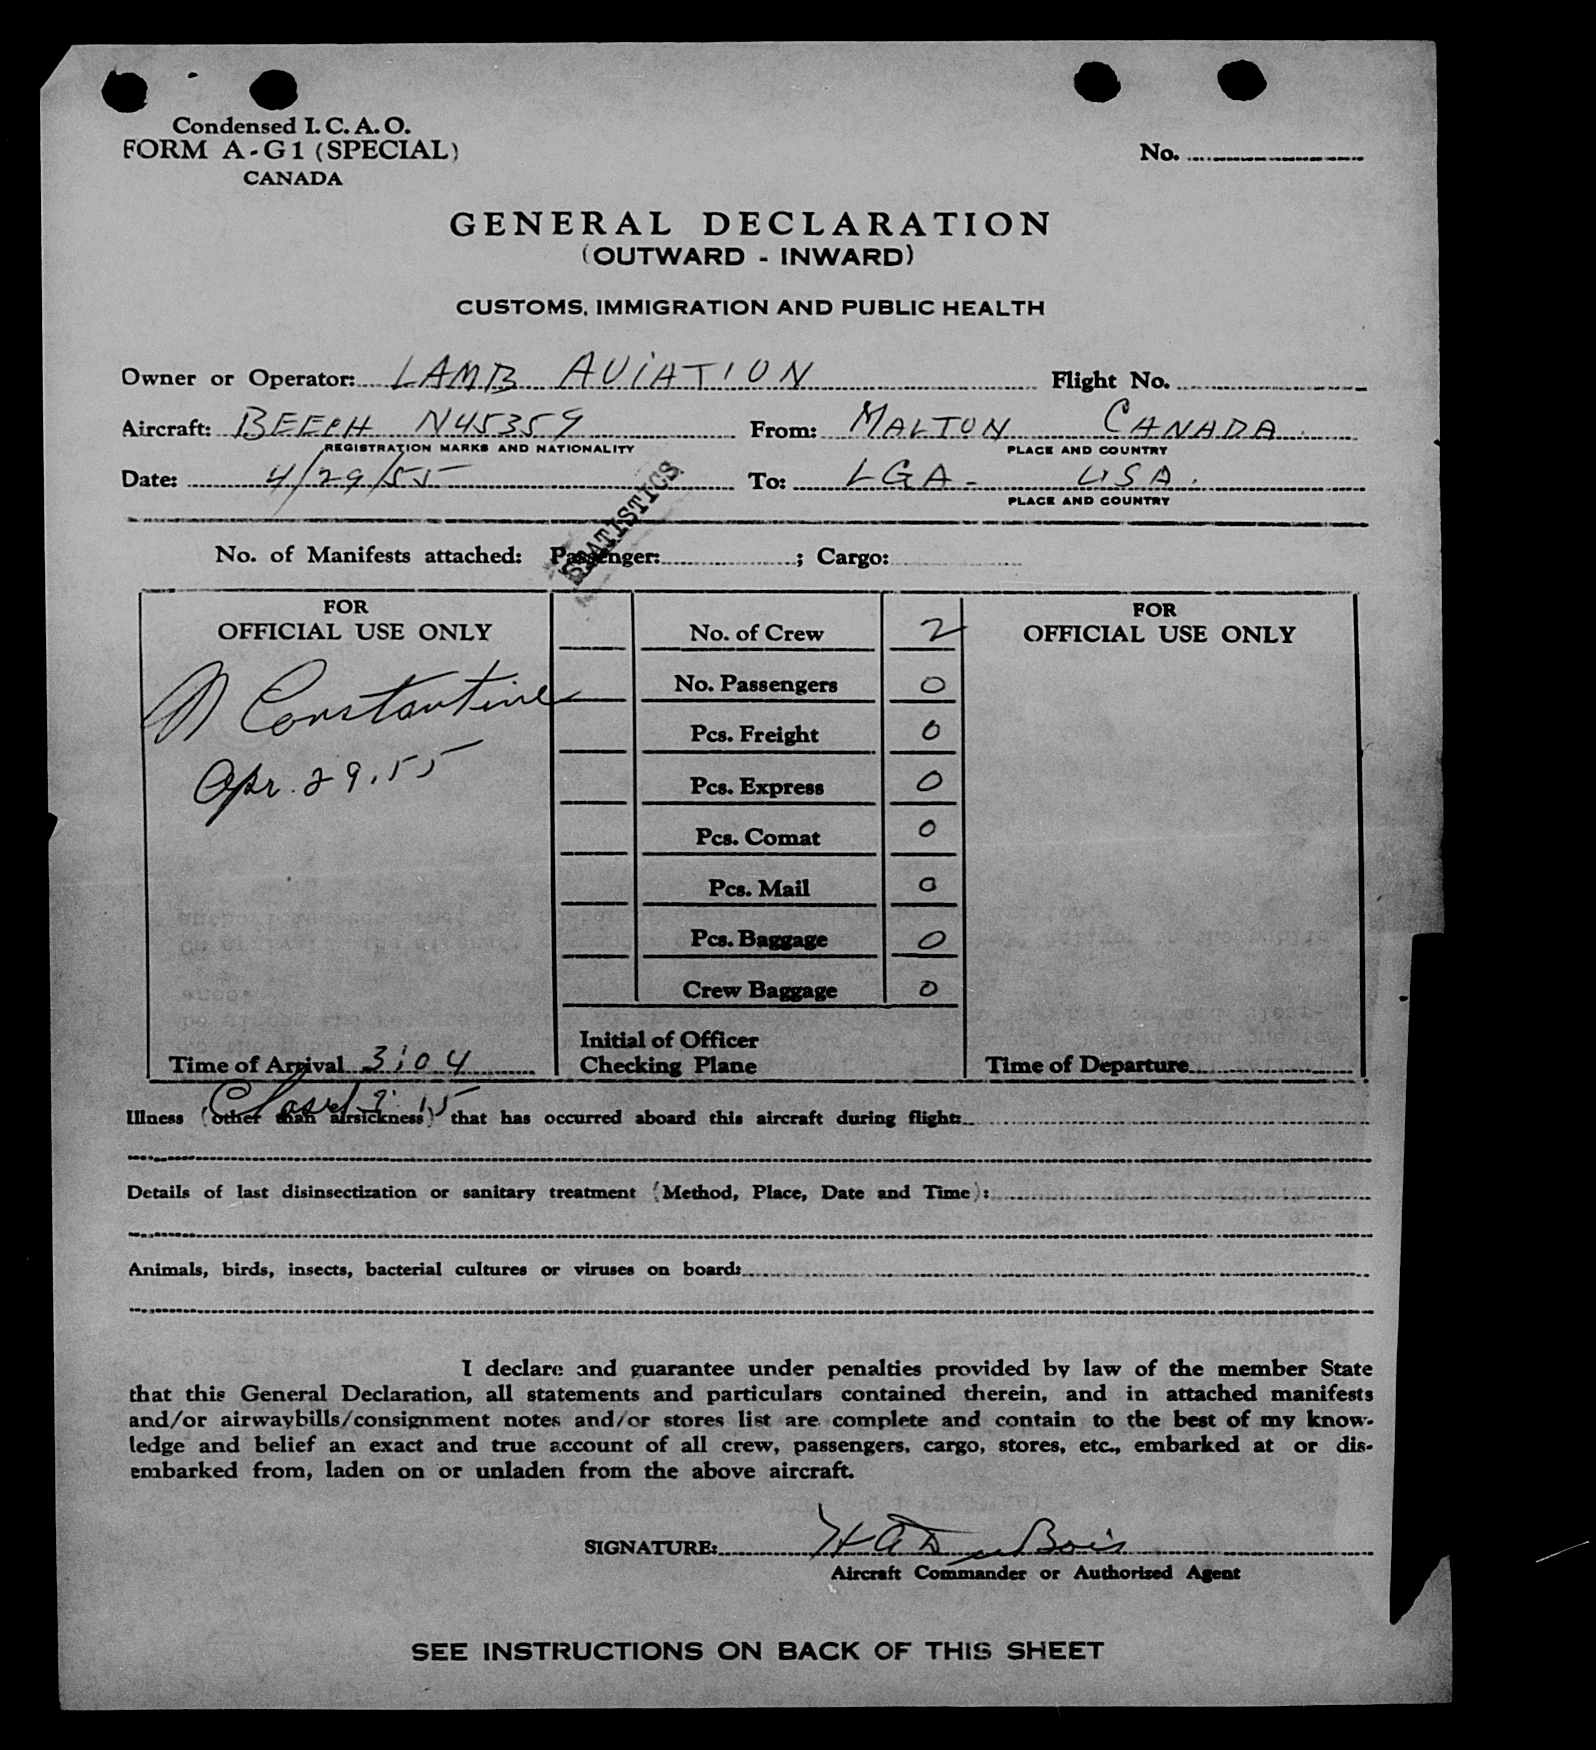 Condensed I. C. A. O.
FORM A - G 1 (SPECIAL)
CANADA
No.
GENERAL DECLARATION
(OUTWARD - INWARD)
CUSTOMS, IMMIGRATION AND PUBLIC HEALTH
Owner or Operator: LAMB AVIATION Flight No.
Aircraft: BEECH N45359 From: MALTON CANADA
REGISTRATION MARKS AND NATIONALITY PLACE AND COUNTRY
Date: 4/29/55 To: LGA - USA.
PLACE AND COUNTRY
STATISTICS
No. of Manifests attached: Passenger: ; Cargo:
FOR
OFFICIAL USE ONLY
Constantine
Apr. 29. 55
Time of Arrival 3:04
No. of Crew 2
No. Passengers 0
Pcs. Freight 0
Pcs. Express 0
Pcs. Comat 0
Pcs. Mail 0
Pcs. Baggage 0
Crew Baggage 0
Initial of Officer
Checking Plane
FOR
OFFICIAL USE ONLY
Time of Departure
Illness (other than airsickness) that has occurred aboard this aircraft during flight:
Details of last disinsectization or sanitary treatment (Method, Place, Date and Time):
Animals, birds, insects, bacterial cultures or viruses on board:
I declare and guarantee under penalties provided by law of the member State
that this General Declaration, all statements and particulars contained therein, and in attached manifests
and/or airwaybills/consignment notes and/or stores list are complete and contain to the best of my know-
ledge and belief an exact and true account of all crew, passengers, cargo, stores, etc., embarked at or dis-
embarked from, laden on or unladen from the above aircraft.
SIGNATURE: H A DuBois
Aircraft Commander or Authorized Agent
SEE INSTRUCTIONS ON BACK OF THIS SHEET